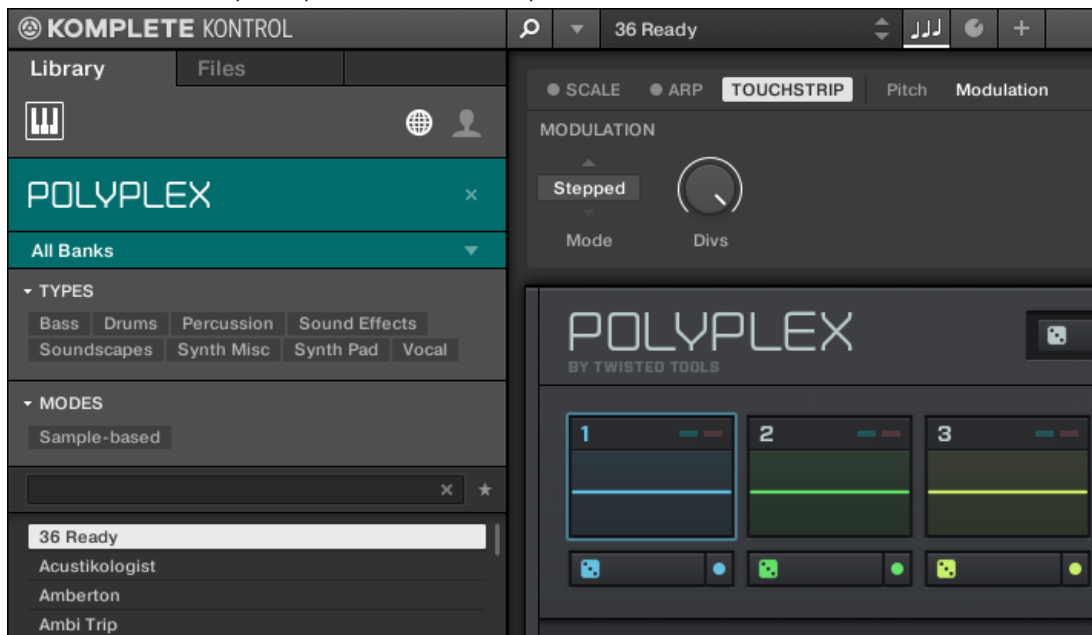 KOMPLETE KONTROL
36 Ready
Library
Files
SCALE
ARP
TOUCHSTRIP
Pitch
Modulation
MODULATION
Stepped
Mode
Divs
POLYPLEX
All Banks
TYPES
Bass Drums Percussion Sound Effects
Soundscapes Synth Misc Synth Pad Vocal
MODES
Sample-based
36 Ready
Acustikologist
Amberton
Ambi Trip
POLYPLEX
BY TWISTED TOOLS
1
2
3